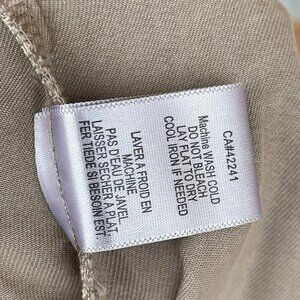 CA#42241
Machine WASH COLD
DO NOT BLEACH
LAY FLAT TO DRY
COOL IRON IF NEEDED
LAVER A FROID EN
MACHINE
PAS D'EAU DE JAVEL
LAISSER SECHER A PLAT.
FER TIEDE SI BESOIN EST